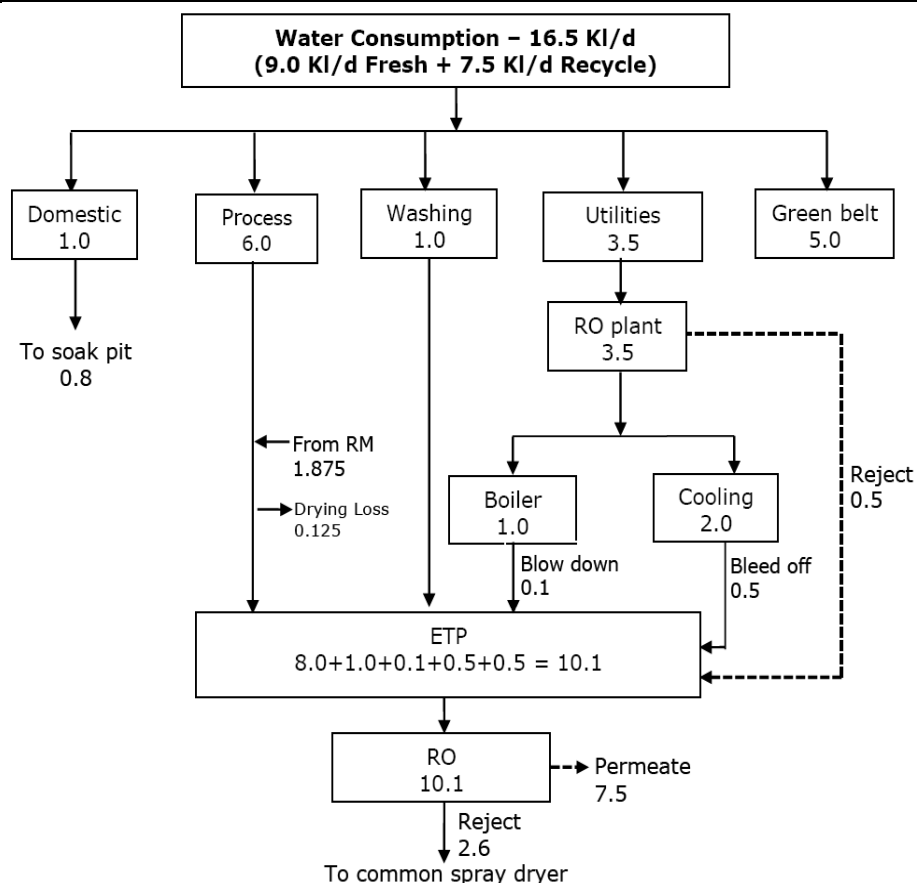 Water Consumption – 16.5 Kl/d
(9.0 Kl/d Fresh + 7.5 Kl/d Recycle)
Domestic
1.0
Process
6.0
Washing
1.0
Utilities
3.5
Green belt
5.0
To soak pit
0.8
RO plant
3.5
From RM
1.875
Drying Loss
0.125
Boiler
1.0
Cooling
2.0
Reject
0.5
Blow down
0.1
Bleed off
0.5
ETP
8.0+1.0+0.1+0.5+0.5 = 10.1
RO
10.1
Permeate
7.5
Reject
2.6
To common spray dryer